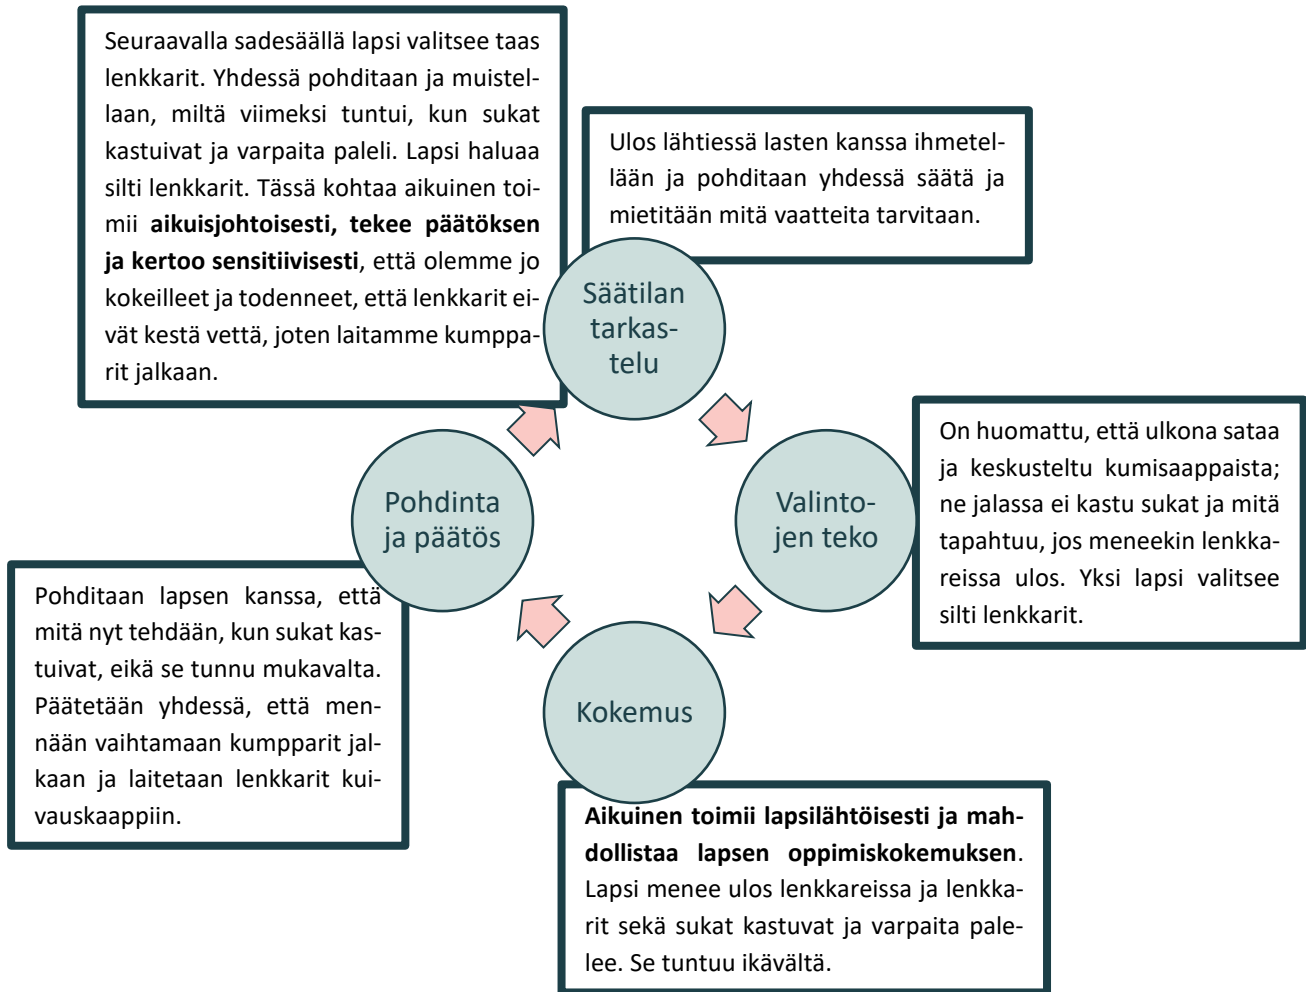 Seuraavalla sadesäällä lapsi valitsee taas
lenkkarit. Yhdessä pohditaan ja muistel-
laan, miltä viimeksi tuntui, kun sukat
kastuivat ja varpaita paleli. Lapsi haluaa
silti lenkkarit. Tässä kohtaa aikuinen toi-
mii aikuisjohtoisesti, tekee päätöksen
ja kertoo sensitiivisesti, että olemme jo
kokeilleet ja todenneet, että lenkkarit ei-
vät kestä vettä, joten laitamme kumppa-
rit jalkaan.
Ulos lähtiessä lasten kanssa ihmetel-
lään ja pohditaan yhdessä säätä ja
mietitään mitä vaatteita tarvitaan.
Säätilan
tarkas-
telu
On huomattu, että ulkona sataa
ja keskusteltu kumisaappaista;
ne jalassa ei kastu sukat ja mitä
tapahtuu, jos meneekin lenkka-
reissa ulos. Yksi lapsi valitsee
silti lenkkarit.
Valinto-
jen teko
Pohdinta
ja päätös
Pohditaan lapsen kanssa, että
mitä nyt tehdään, kun sukat kas-
tuivat, eikä se tunnu mukavalta.
Päätetään yhdessä, että men-
nään vaihtamaan kumpparit jal-
kaan ja laitetaan lenkkarit kui-
vauskaappiin.
Kokemus
Aikuinen toimii lapsilähtöisesti ja mah-
dollistaa lapsen oppimiskokemuksen.
Lapsi menee ulos lenkkareissa ja lenkka-
rit sekä sukat kastuvat ja varpaita pale-
lee. Se tuntuu ikävältä.